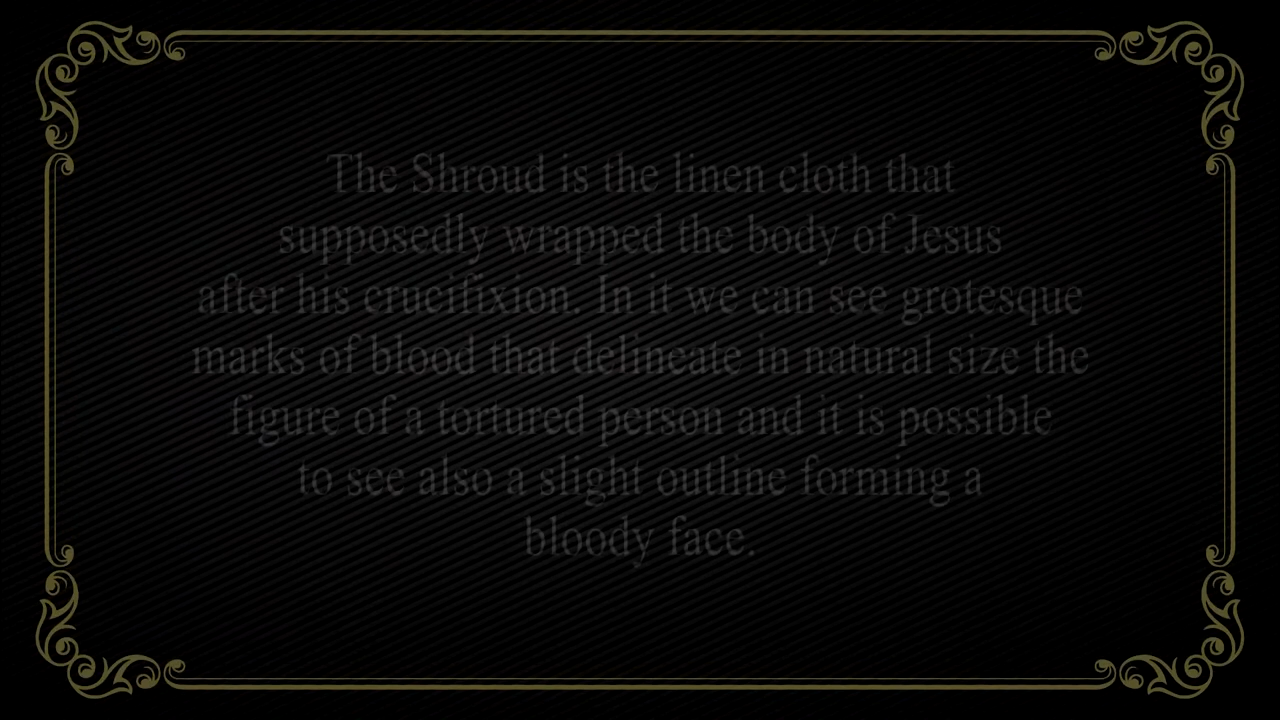 The Shroud is the linen cloth that
supposedly wrapped the body of Jesus
after his crucifixion. In it we can see grotesque
marks of blood that delineate in natural size the
figure of a tortured person and it is possible
to see also a slight outline forming a
bloody face.